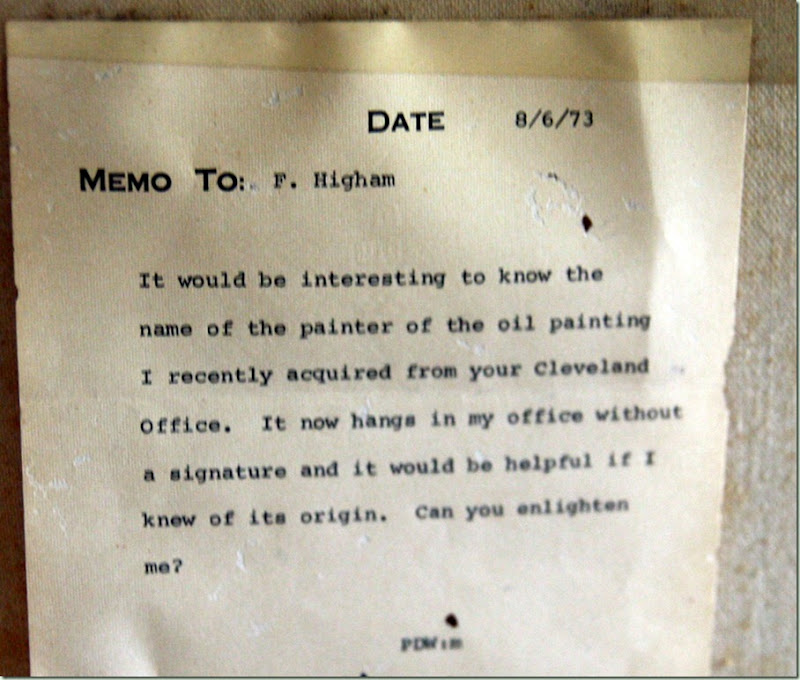 DATE 8/6/73
MEMO TO: F. Higham
It would be interesting to know the
name of the painter of the oil painting
I recently acquired from your Cleveland
Office. It now hangs in my office without
a signature and it would be helpful if I
knew of its origin. Can you enlighten
me?
PDW:m